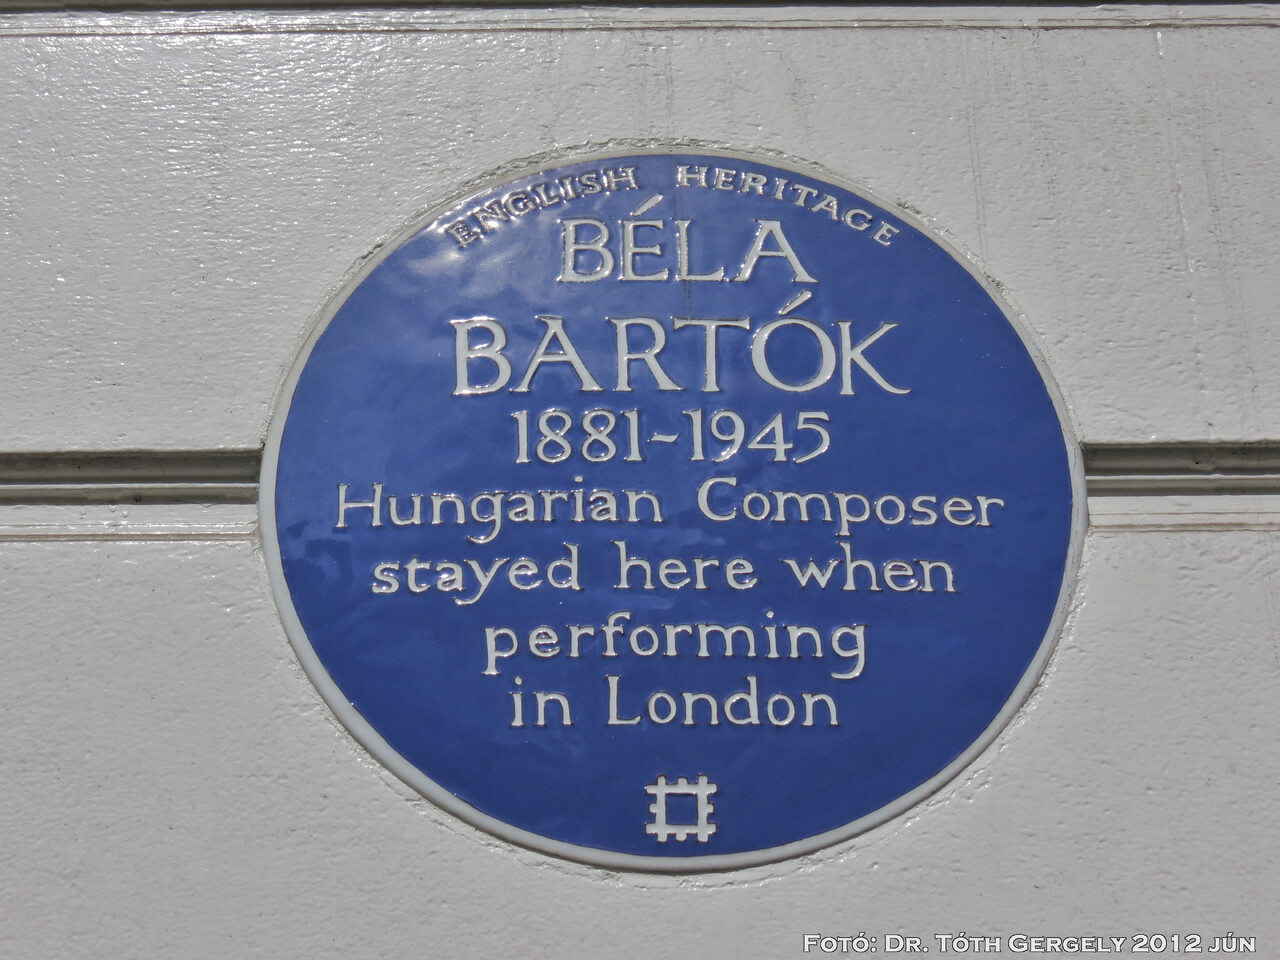 ENGLISH HERITAGE
BÉLA
BARTÓK
1881-1945
Hungarian Composer
stayed here when
performing
in London
Fotó: Dr. Tóth Gergely 2012 jún